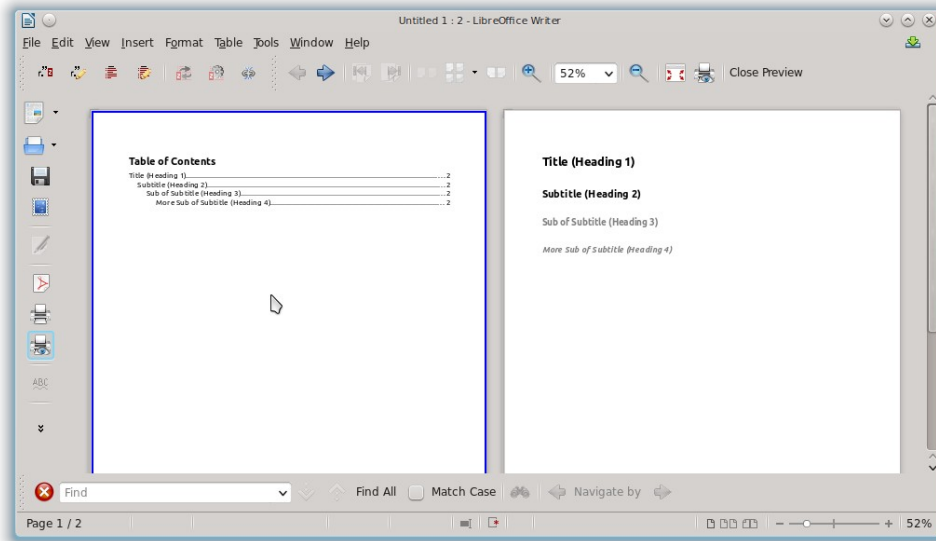 Untitled 1 : 2 - LibreOffice Writer
File Edit View Insert Format Table Tools Window Help
52% Close Preview
Table of Contents
Title (Heading 1)......2
Subtitle (Heading 2)......2
Sub of Subtitle (Heading 3)......2
More Sub of Subtitle (Heading 4)......2
Title (Heading 1)
Subtitle (Heading 2)
Sub of Subtitle (Heading 3)
More Sub of Subtitle (Heading 4)
ABC
Find Find All Match Case Navigate by
Page 1 / 2 52%